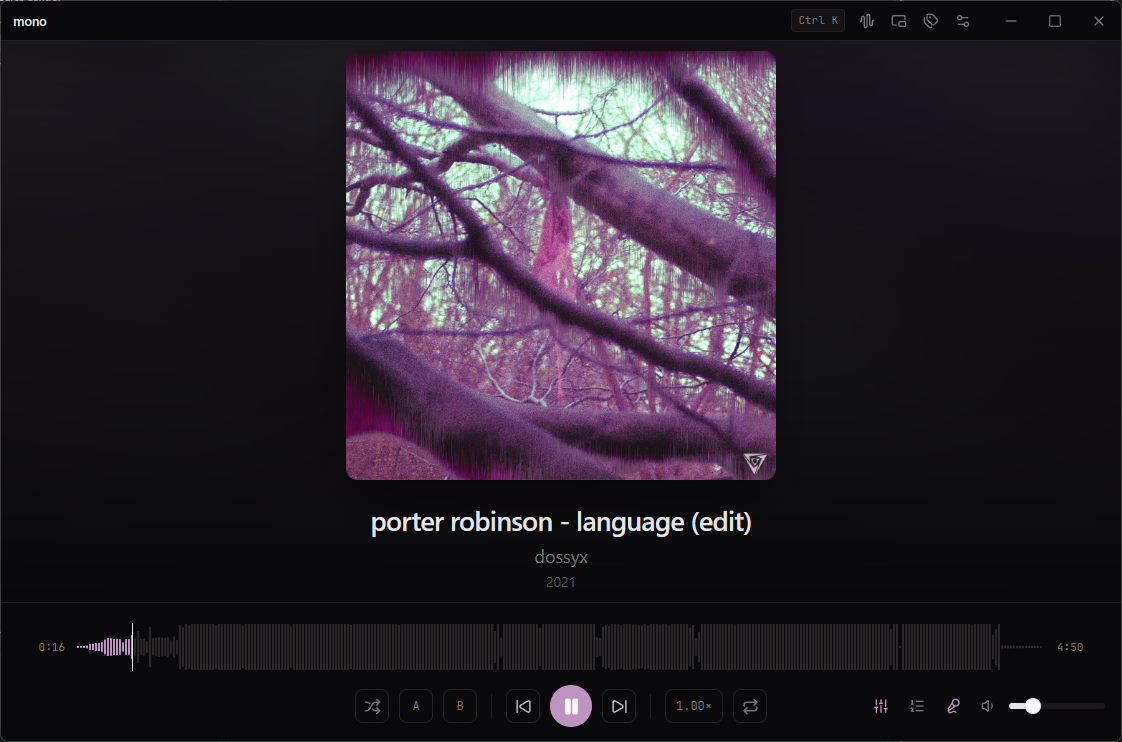 mono
Ctrl K
porter robinson - language (edit)
dossyx
2021
0:16
4:50
A
B
1.00×